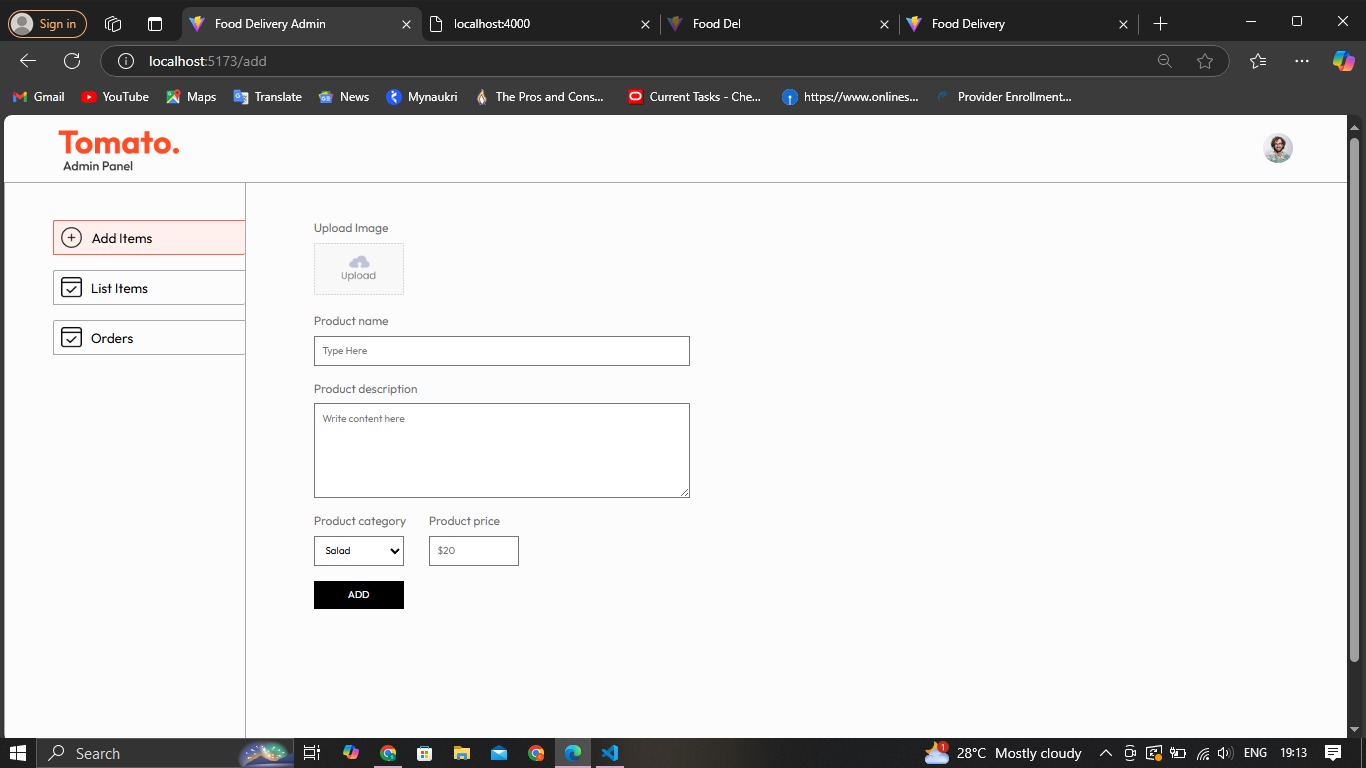 Sign in
Food Delivery Admin
localhost:4000
Food Del
Food Delivery
localhost:5173/add
Gmail
YouTube
Maps
Translate
News
Mynaukri
The Pros and Cons...
Current Tasks - Che...
https://www.onlines...
Provider Enrollment...
Tomato.
Admin Panel
Add Items
List Items
Orders
Upload Image
Upload
Product name
Type Here
Product description
Write content here
Product category Product price
Salad $20
ADD
Search
1
28°C Mostly cloudy
ENG
19:13